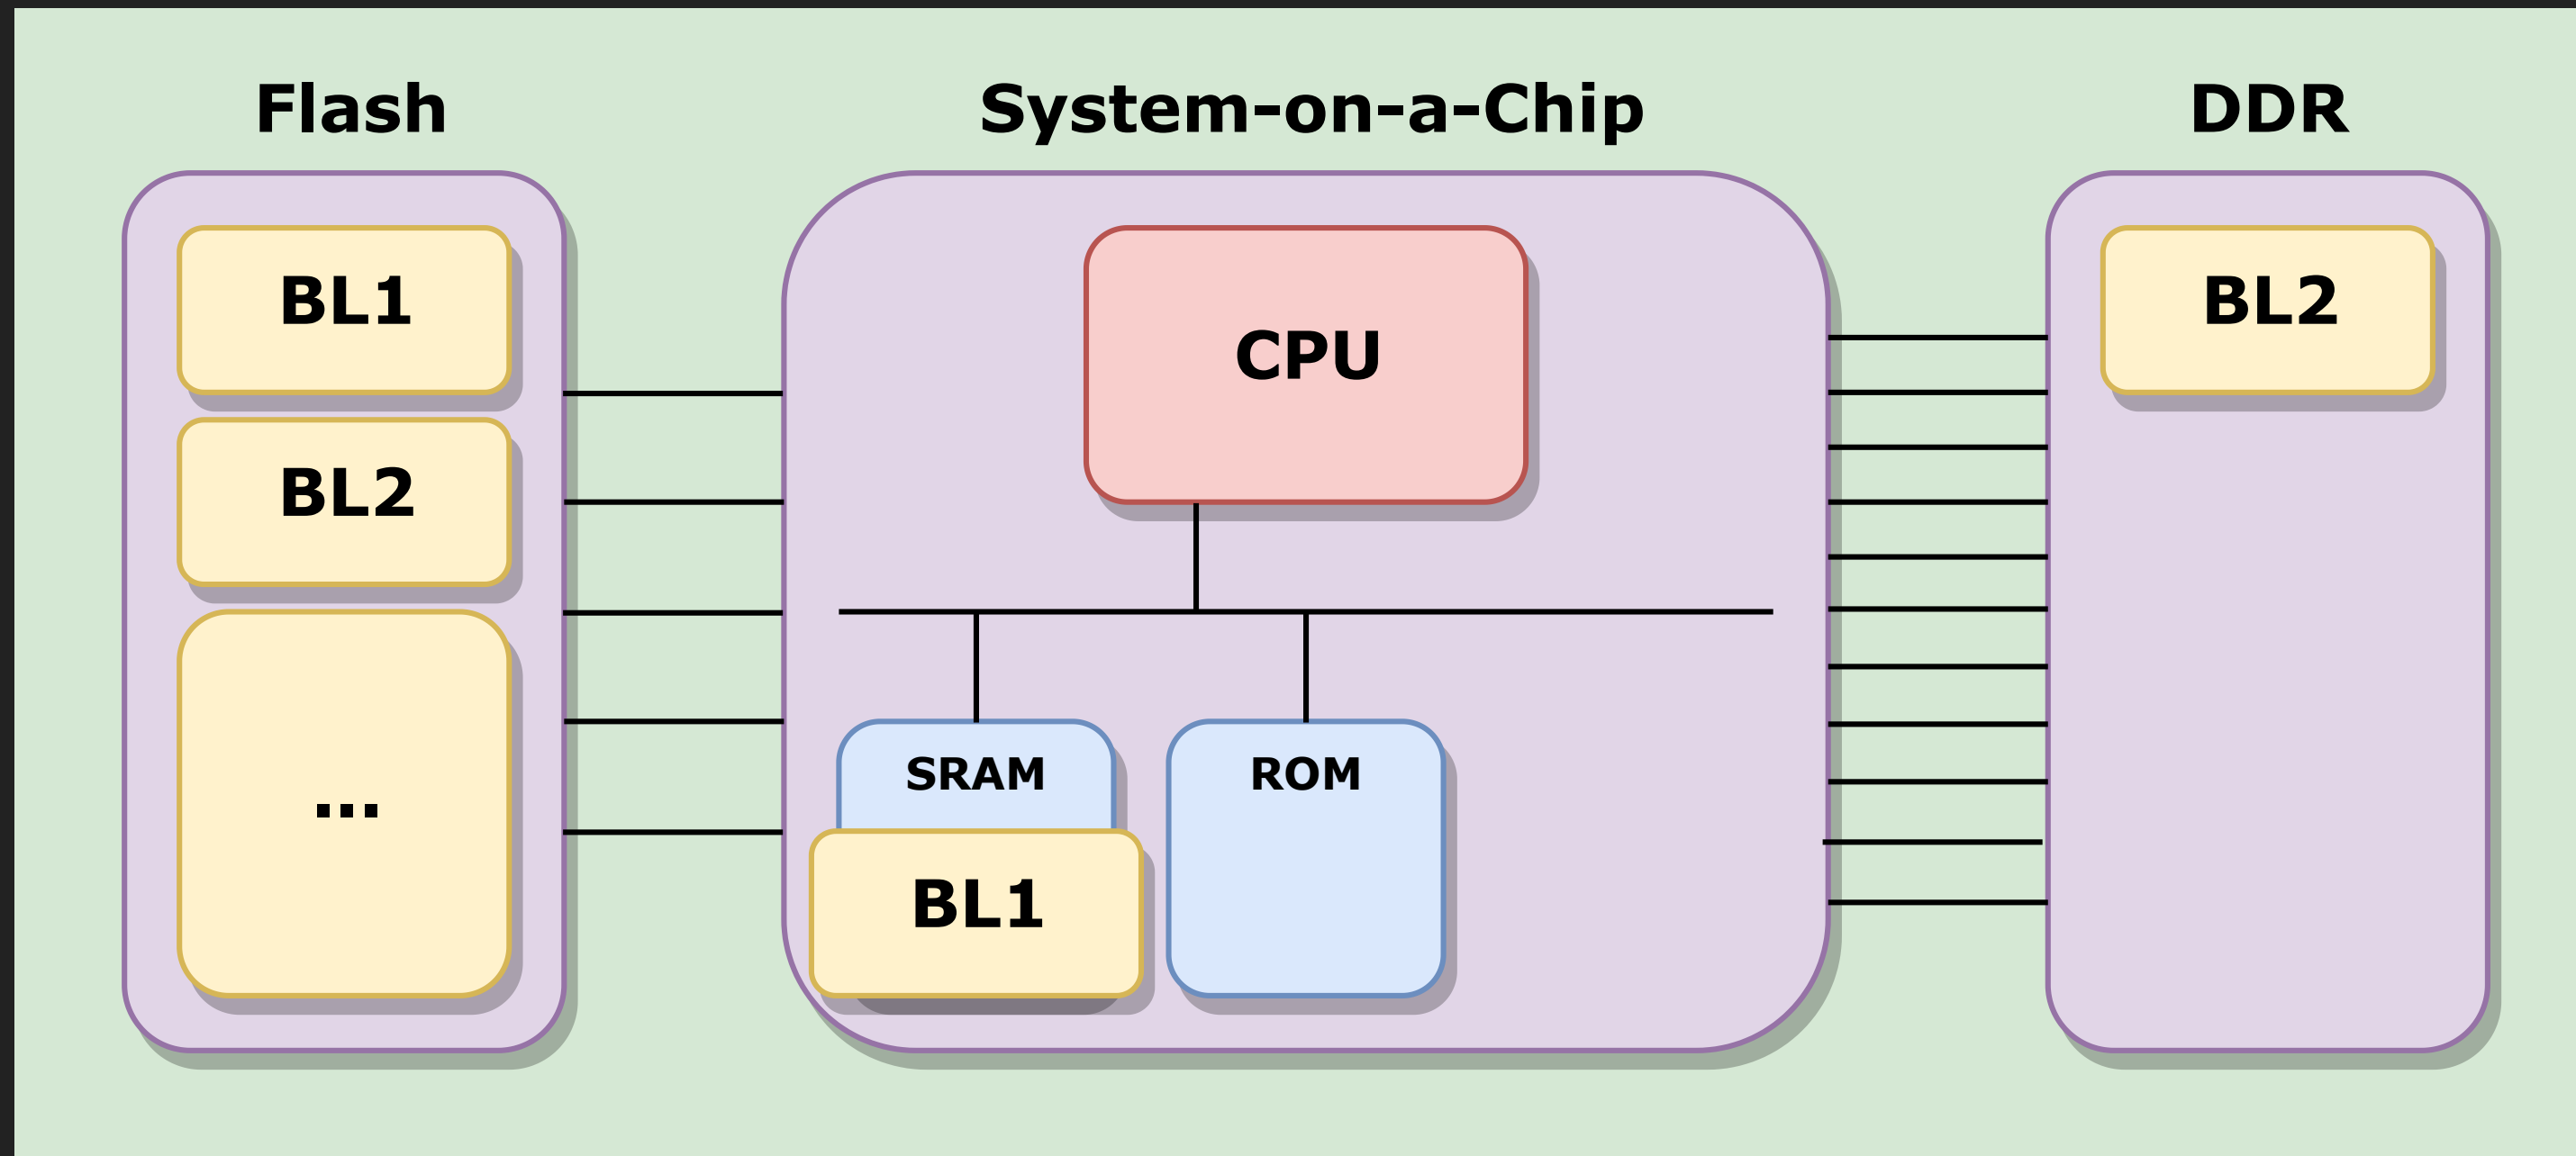 Flash
System-on-a-Chip
DDR
BL1
BL2
...
CPU
SRAM
ROM
BL1
BL2